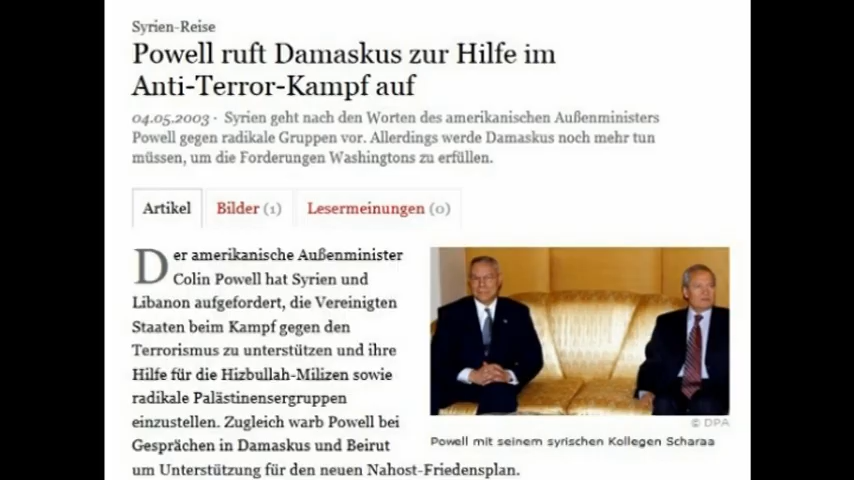 Syrien-Reise
Powell ruft Damaskus zur Hilfe im
Anti-Terror-Kampf auf
04.05.2003 · Syrien geht nach den Worten des amerikanischen Außenministers
Powell gegen radikale Gruppen vor. Allerdings werde Damaskus noch mehr tun
müssen, um die Forderungen Washingtons zu erfüllen.
Artikel Bilder (1) Lesermeinungen (0)
Der amerikanische Außenminister
Colin Powell hat Syrien und
Libanon aufgefordert, die Vereinigten
Staaten beim Kampf gegen den
Terrorismus zu unterstützen und ihre
Hilfe für die Hizbullah-Milizen sowie
radikale Palästinensergruppen
einzustellen. Zugleich warb Powell bei
Gesprächen in Damaskus und Beirut
um Unterstützung für den neuen Nahost-Friedensplan.
© DPA
Powell mit seinem syrischen Kollegen Scharaa